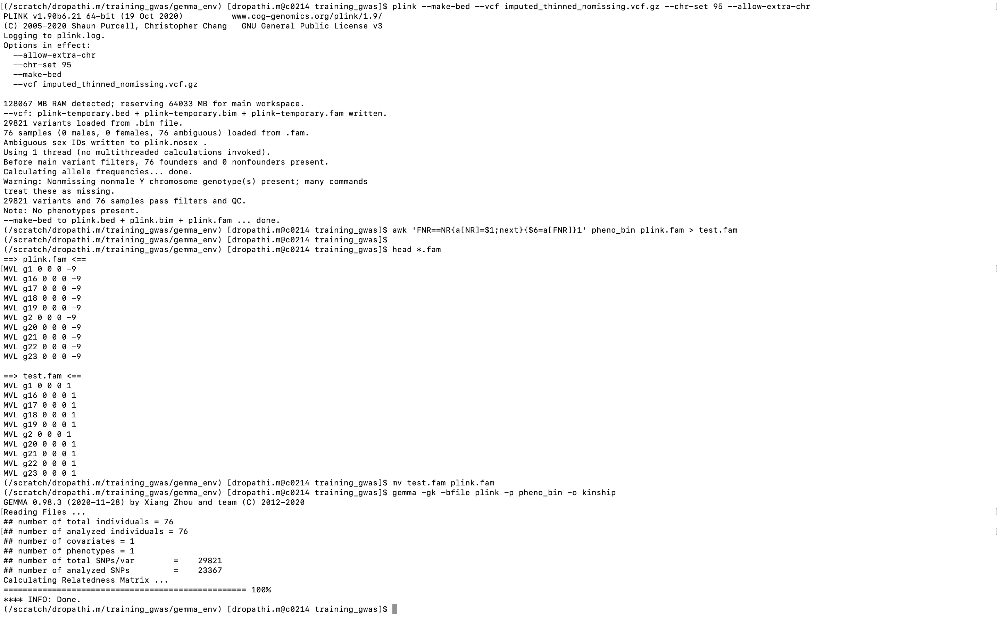 [(/scratch/dropathi.m/training_gwas/gemma_env) [dropathi.m@c0214 training_gwas]$ plink --make-bed --vcf imputed_thinned_nomissing.vcf.gz --chr-set 95 --allow-extra-chr ]
PLINK v1.90b6.21 64-bit (19 Oct 2020)          www.cog-genomics.org/plink/1.9/
(C) 2005-2020 Shaun Purcell, Christopher Chang   GNU General Public License v3
Logging to plink.log.
Options in effect:
  --allow-extra-chr
  --chr-set 95
  --make-bed
  --vcf imputed_thinned_nomissing.vcf.gz

128067 MB RAM detected; reserving 64033 MB for main workspace.
--vcf: plink-temporary.bed + plink-temporary.bim + plink-temporary.fam written.
29821 variants loaded from .bim file.
76 samples (0 males, 0 females, 76 ambiguous) loaded from .fam.
Ambiguous sex IDs written to plink.nosex .
Using 1 thread (no multithreaded calculations invoked).
Before main variant filters, 76 founders and 0 nonfounders present.
Calculating allele frequencies... done.
Warning: Nonmissing nonmale Y chromosome genotype(s) present; many commands
treat these as missing.
29821 variants and 76 samples pass filters and QC.
Note: No phenotypes present.
--make-bed to plink.bed + plink.bim + plink.fam ... done.
(/scratch/dropathi.m/training_gwas/gemma_env) [dropathi.m@c0214 training_gwas]$ awk 'FNR==NR{a[NR]=$1;next}{$6=a[FNR]}1' pheno_bin plink.fam > test.fam
(/scratch/dropathi.m/training_gwas/gemma_env) [dropathi.m@c0214 training_gwas]$
(/scratch/dropathi.m/training_gwas/gemma_env) [dropathi.m@c0214 training_gwas]$ head *.fam
==> plink.fam <==
[MVL g1 0 0 0 -9 ]
MVL g16 0 0 0 -9
MVL g17 0 0 0 -9
MVL g18 0 0 0 -9
MVL g19 0 0 0 -9
MVL g2 0 0 0 -9
MVL g20 0 0 0 -9
MVL g21 0 0 0 -9
MVL g22 0 0 0 -9
MVL g23 0 0 0 -9

==> test.fam <==
MVL g1 0 0 0 1
MVL g16 0 0 0 1
MVL g17 0 0 0 1
MVL g18 0 0 0 1
MVL g19 0 0 0 1
MVL g2 0 0 0 1
MVL g20 0 0 0 1
MVL g21 0 0 0 1
MVL g22 0 0 0 1
MVL g23 0 0 0 1
(/scratch/dropathi.m/training_gwas/gemma_env) [dropathi.m@c0214 training_gwas]$ mv test.fam plink.fam
(/scratch/dropathi.m/training_gwas/gemma_env) [dropathi.m@c0214 training_gwas]$ gemma -gk -bfile plink -p pheno_bin -o kinship
GEMMA 0.98.3 (2020-11-28) by Xiang Zhou and team (C) 2012-2020
[Reading Files ... ]
## number of total individuals = 76
[## number of analyzed individuals = 76 ]
## number of covariates = 1
## number of phenotypes = 1
## number of total SNPs/var        =    29821
## number of analyzed SNPs         =    23367
Calculating Relatedness Matrix ...
================================================== 100%
**** INFO: Done.
(/scratch/dropathi.m/training_gwas/gemma_env) [dropathi.m@c0214 training_gwas]$